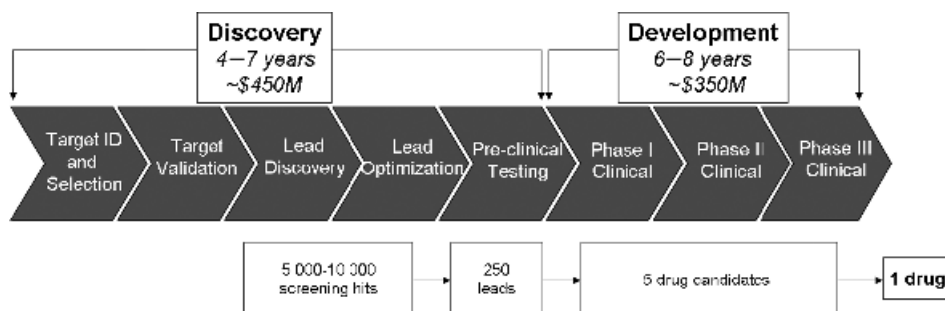 Discovery
4–7 years
~$450M
Development
6–8 years
~$350M
Target ID
and
Selection
Target
Validation
Lead
Discovery
Lead
Optimization
Pre-clinical
Testing
Phase I
Clinical
Phase II
Clinical
Phase III
Clinical
5 000-10 000
screening hits
250
leads
5 drug candidates
1 drug